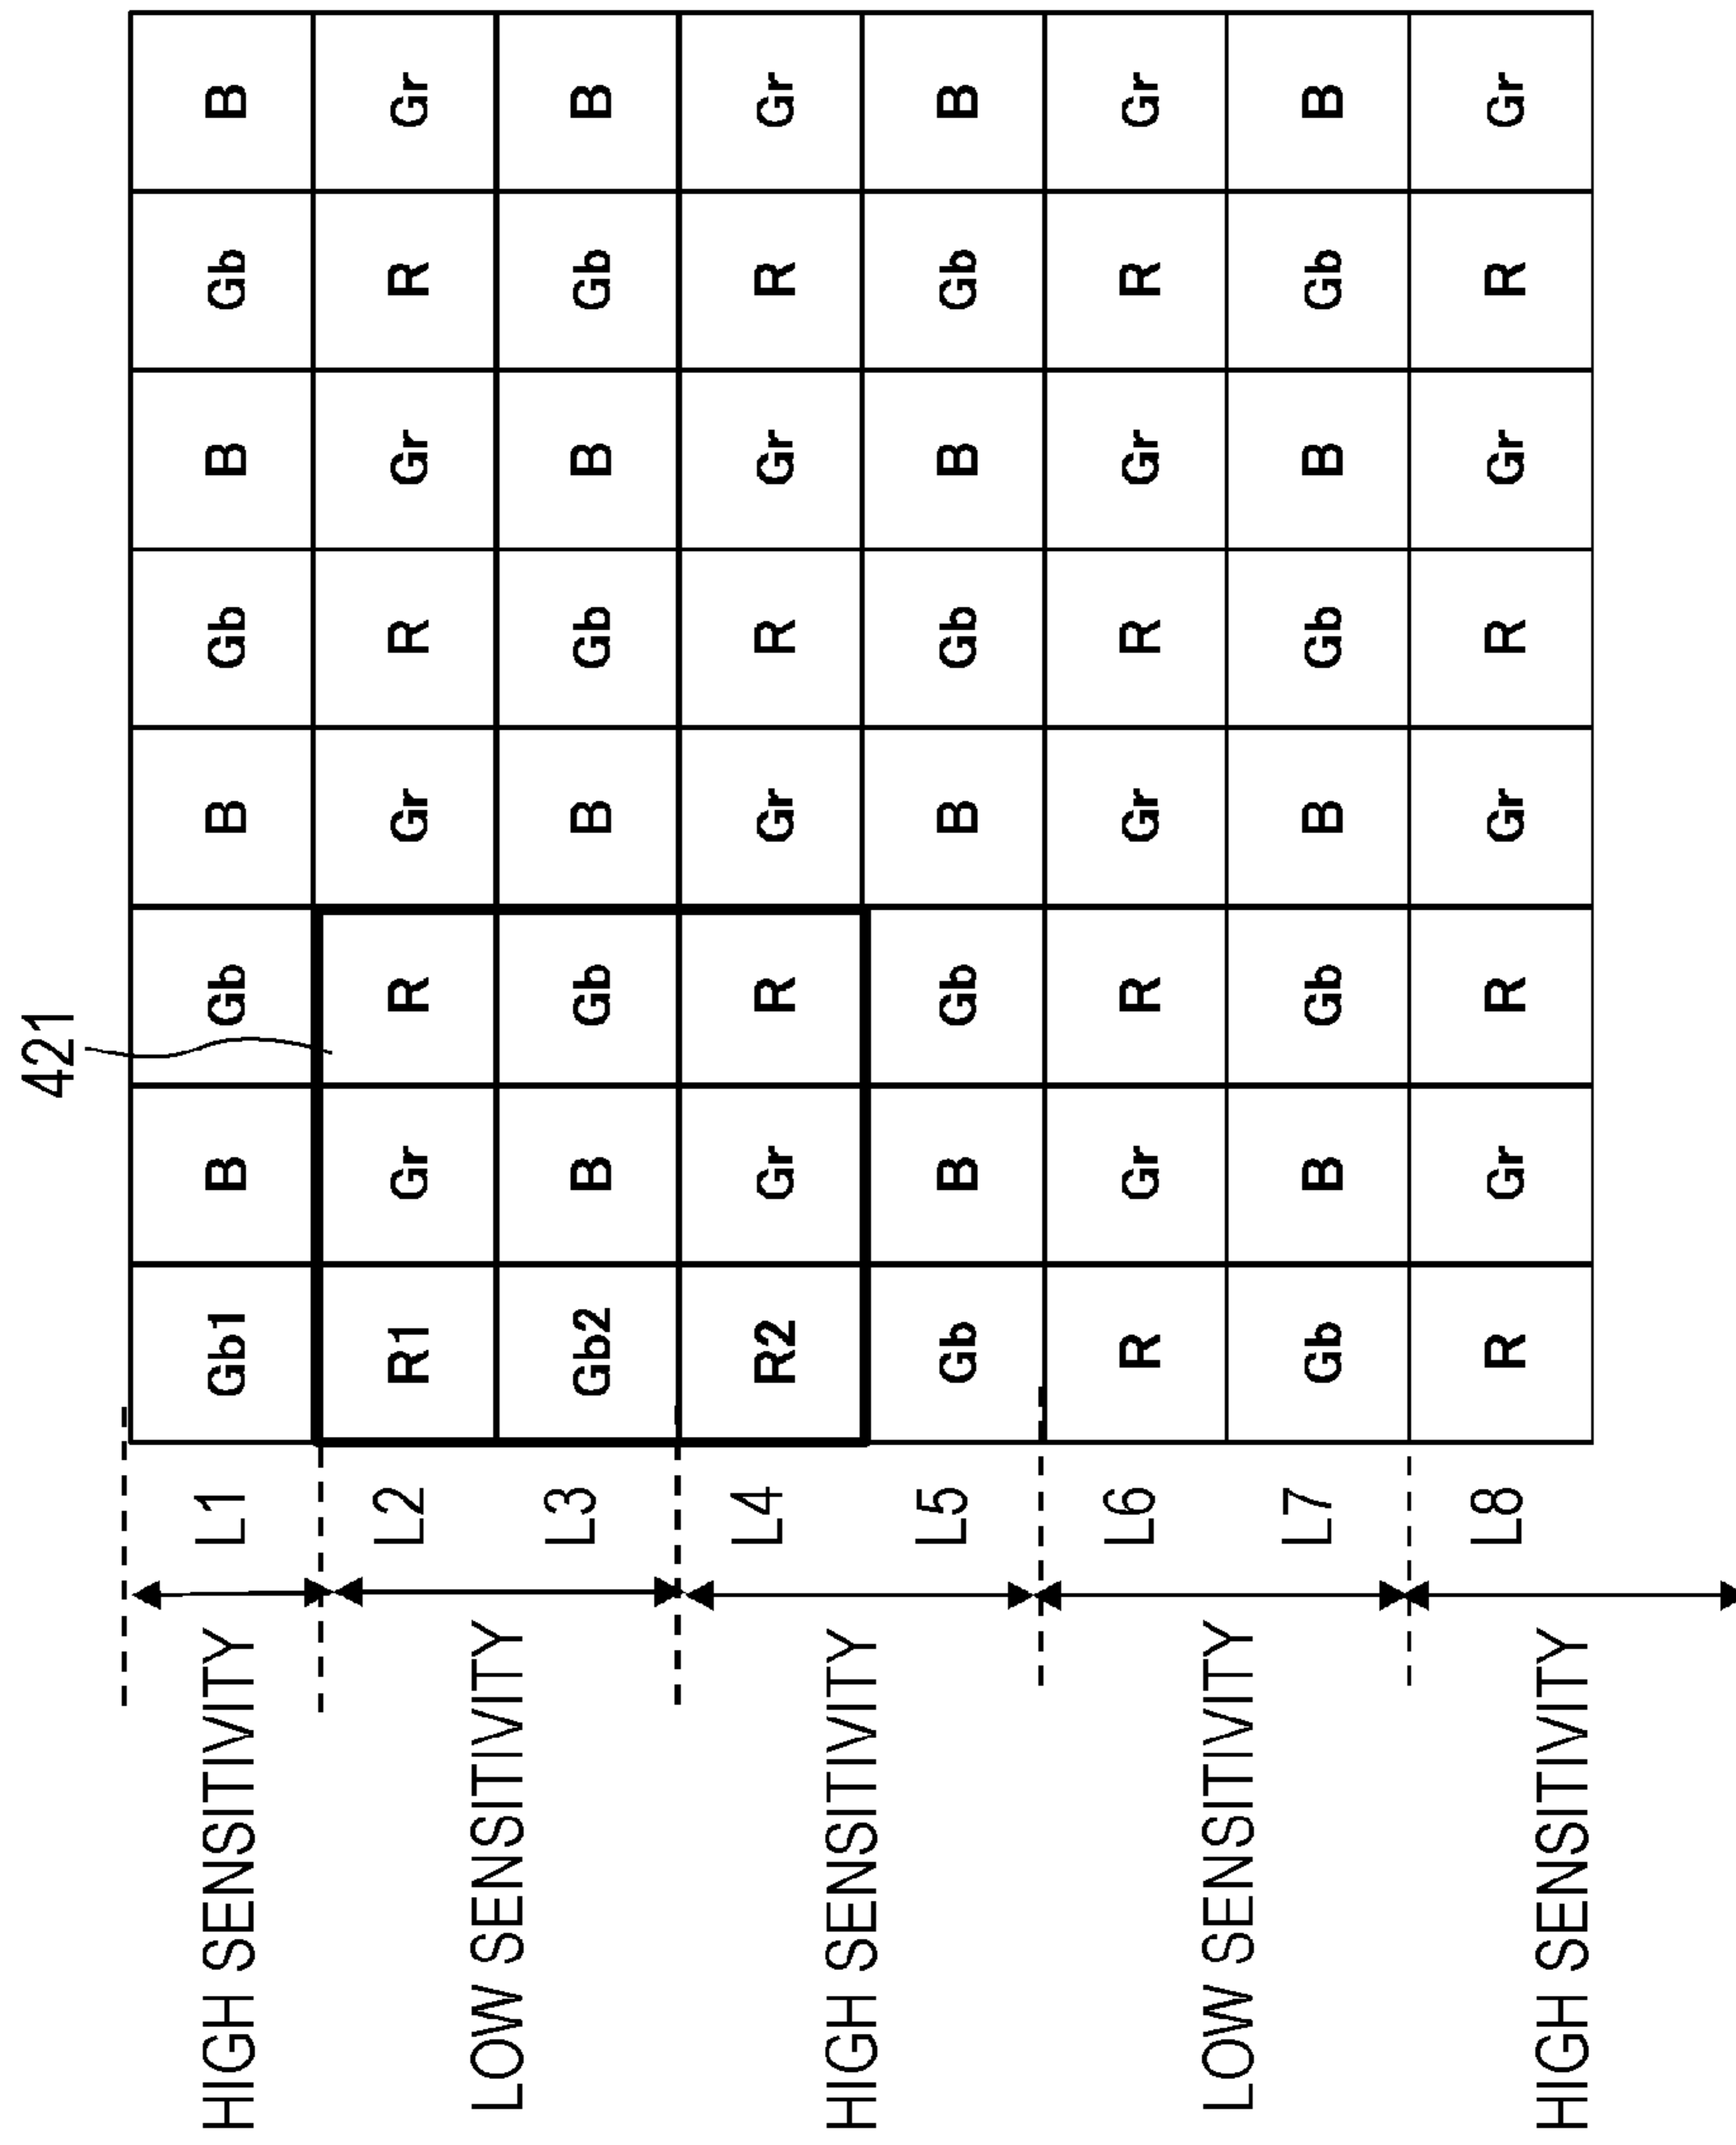 421
HIGH SENSITIVITY L1 Gb1 B Gb B Gb B Gb B
LOW SENSITIVITY
L2 R1 Gr R Gr R Gr R Gr
L3 Gb2 B Gb B Gb B Gb B
HIGH SENSITIVITY
L4 R2 Gr R Gr R Gr R Gr
L5 Gb B Gb B Gb B Gb B
LOW SENSITIVITY
L6 R Gr R Gr R Gr R Gr
L7 Gb B Gb B Gb B Gb B
HIGH SENSITIVITY L8 R Gr R Gr R Gr R Gr